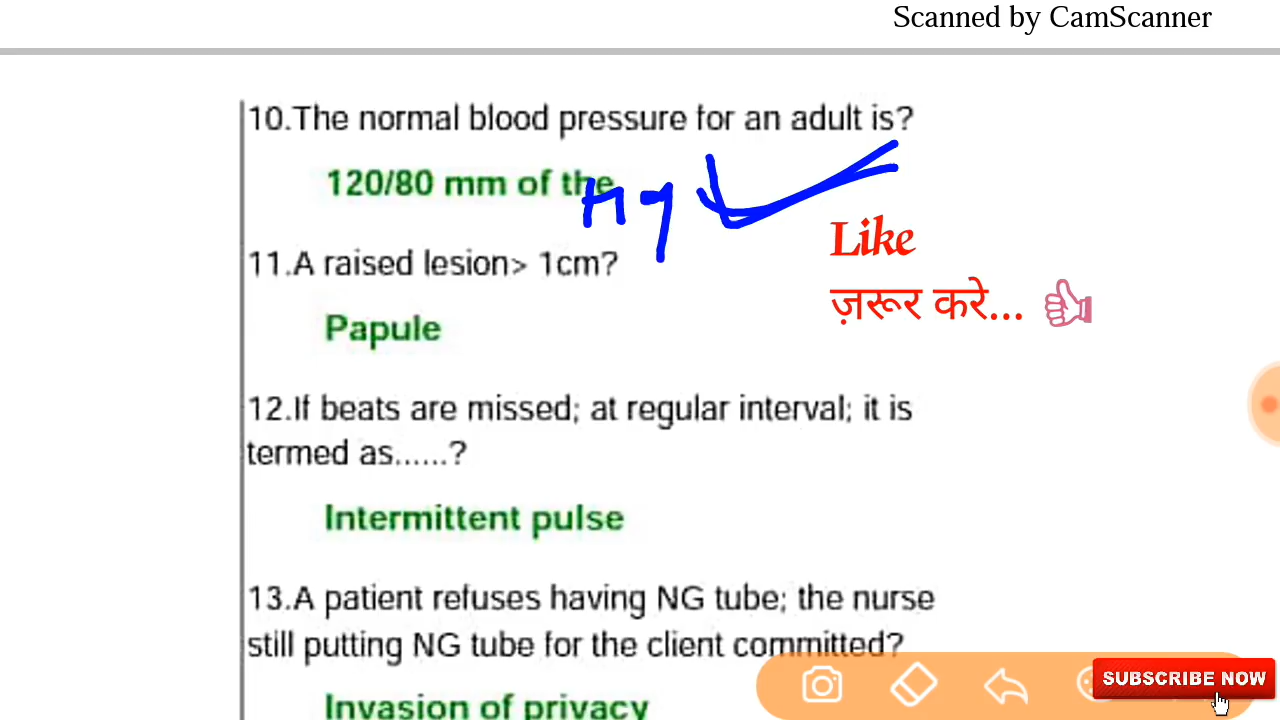 Scanned by CamScanner
10.The normal blood pressure for an adult is?
120/80 mm of the
Hg
Like
11.A raised lesion> 1cm?
ज़रूर करे...
Papule
12.If beats are missed; at regular interval; it is
termed as......?
Intermittent pulse
13.A patient refuses having NG tube; the nurse
still putting NG tube for the client committed?
SUBSCRIBE NOW
Invasion of privacy